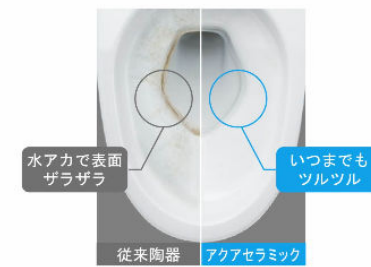 水アカで表面
ザラザラ
いつまでも
ツルツル
従来陶器
アクアセラミック